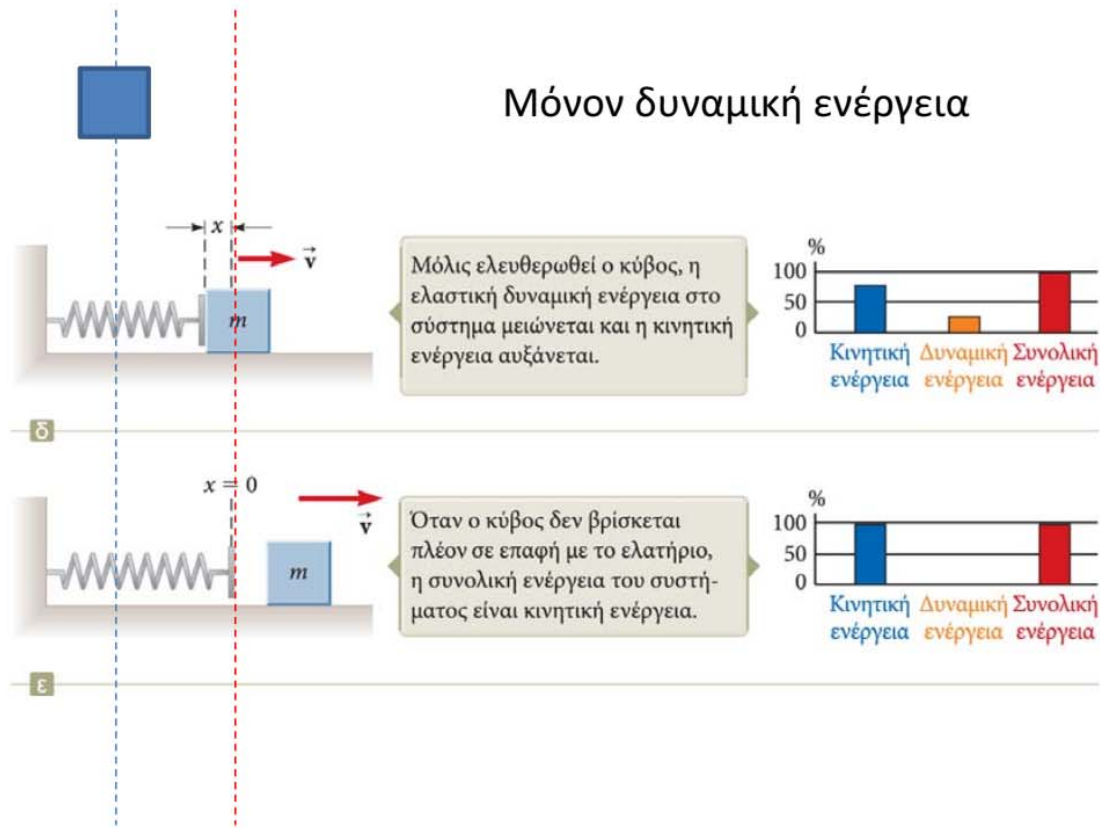 Μόνον δυναμική ενέργεια
x
v
m
Μόλις ελευθερωθεί ο κύβος, η
ελαστική δυναμική ενέργεια στο
σύστημα μειώνεται και η κινητική
ενέργεια αυξάνεται.
%
100
50
0
Κινητική Δυναμική Συνολική
ενέργεια ενέργεια ενέργεια
δ
x = 0
v
m
Όταν ο κύβος δεν βρίσκεται
πλέον σε επαφή με το ελατήριο,
η συνολική ενέργεια του συστή-
ματος είναι κινητική ενέργεια.
%
100
50
0
Κινητική Δυναμική Συνολική
ενέργεια ενέργεια ενέργεια
ε